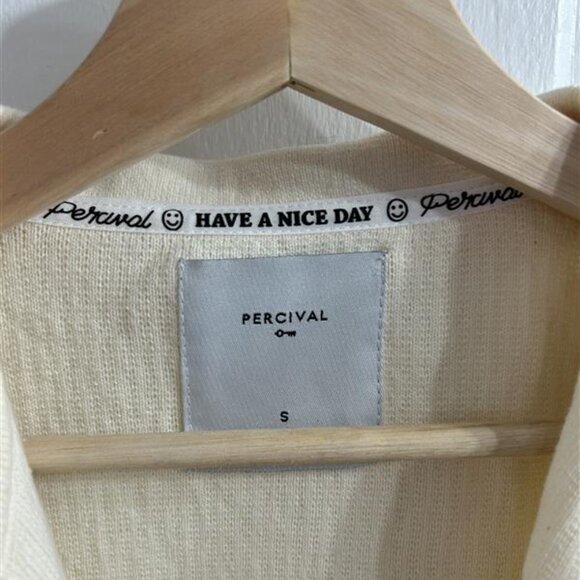 Percival ☺ HAVE A NICE DAY ☺ Percival
PERCIVAL
S